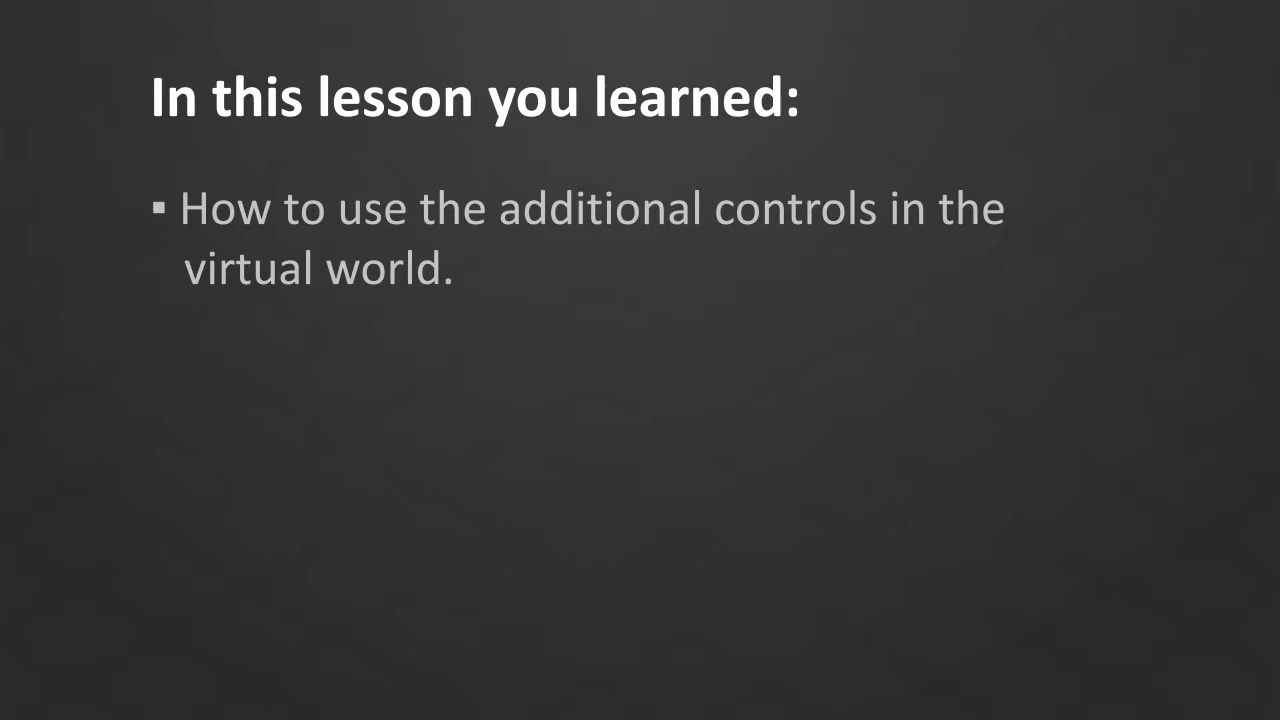 In this lesson you learned:
▪ How to use the additional controls in the
virtual world.